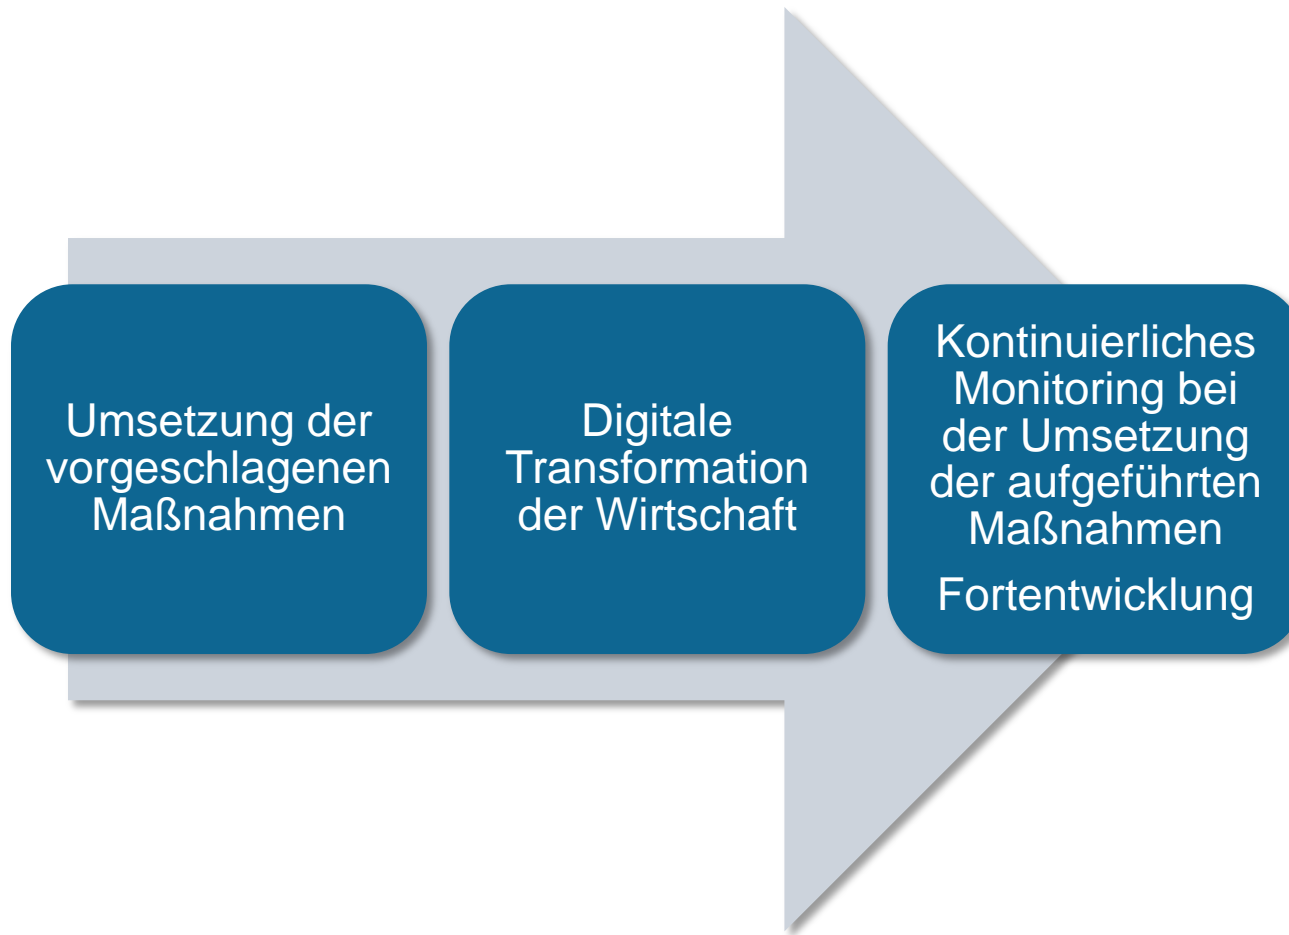 Umsetzung der
vorgeschlagenen
Maßnahmen
Digitale
Transformation
der Wirtschaft
Kontinuierliches
Monitoring bei
der Umsetzung
der aufgeführten
Maßnahmen
Fortentwicklung